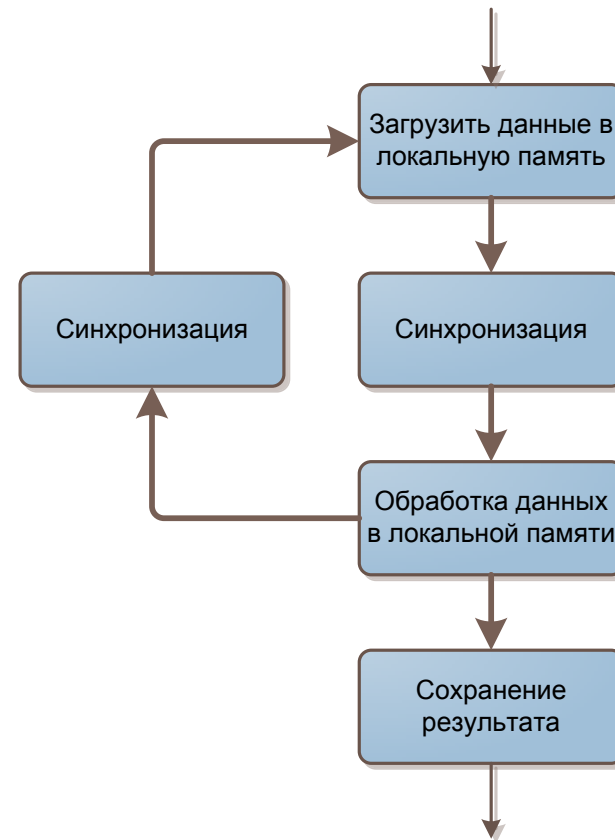 Загрузить данные в
локальную память
Синхронизация
Синхронизация
Обработка данных
в локальной памяти
Сохранение
результата